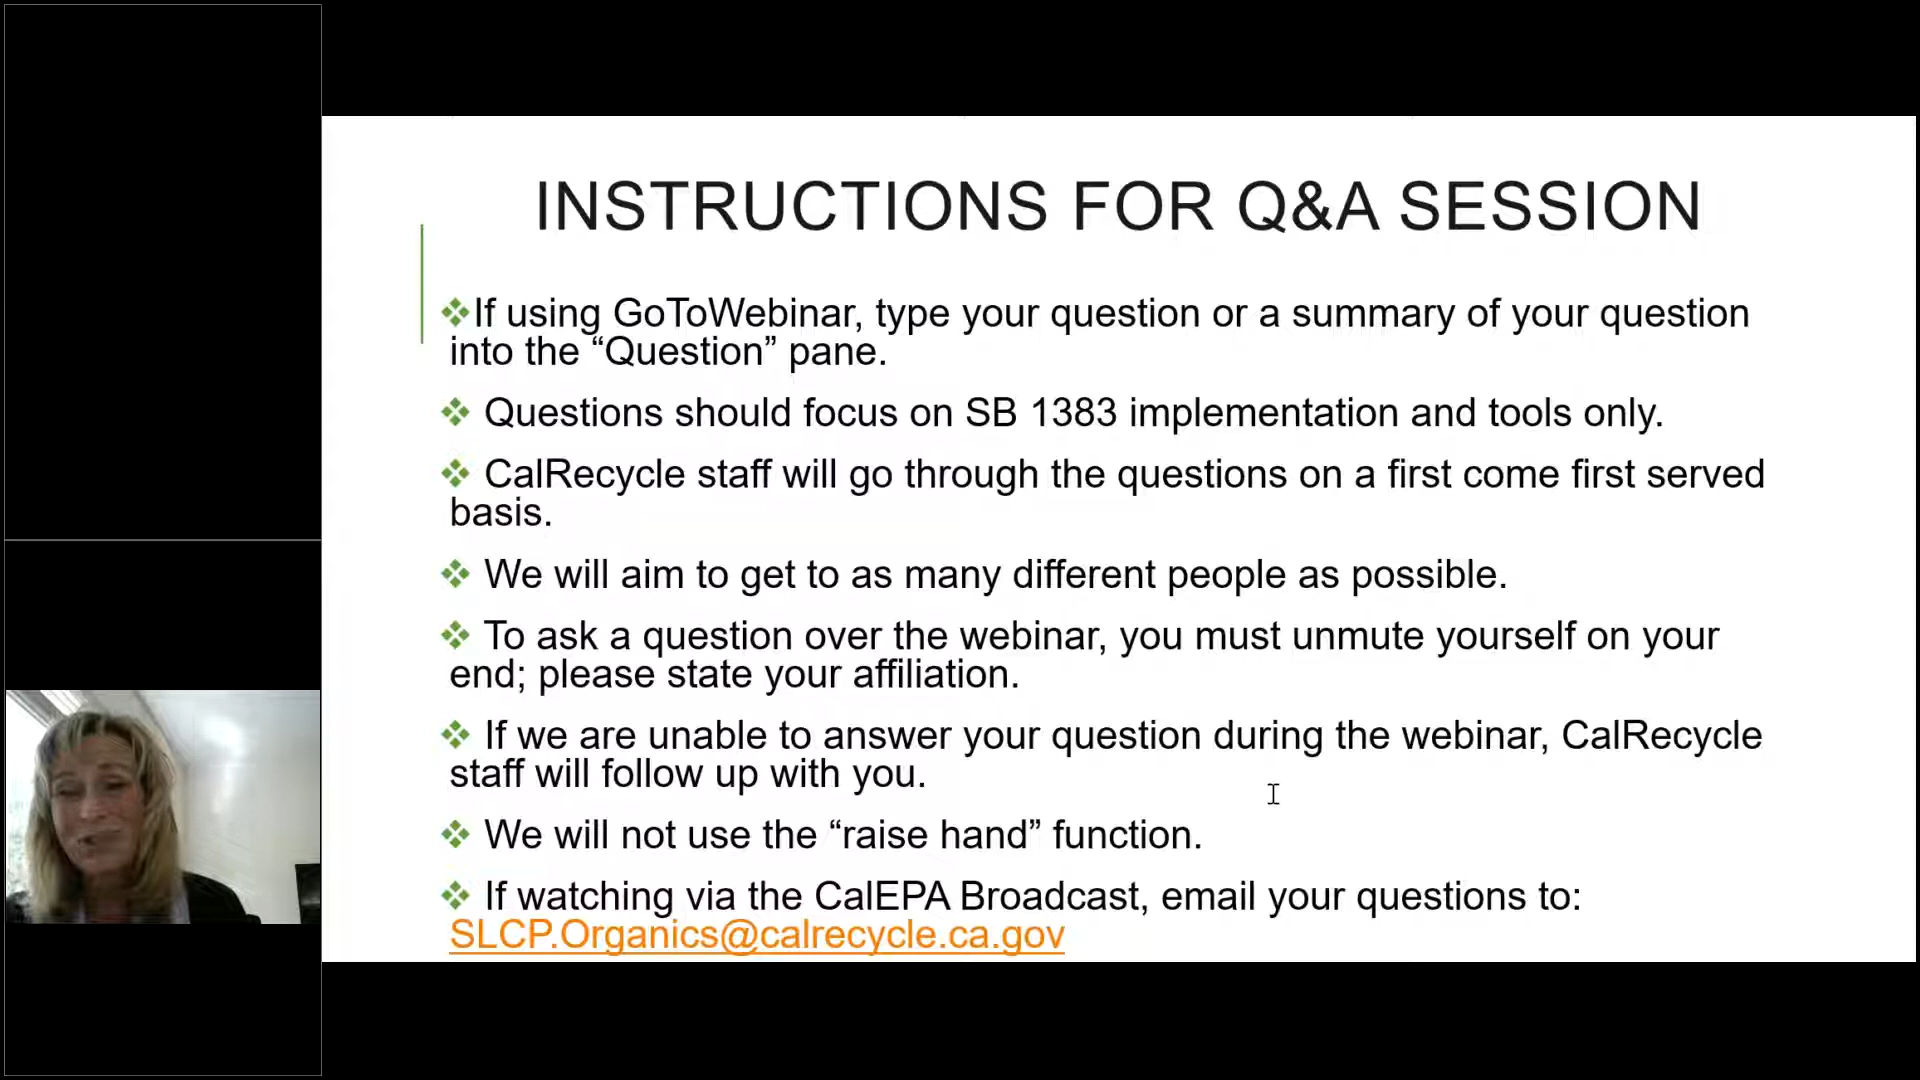 INSTRUCTIONS FOR Q&A SESSION
If using GoToWebinar, type your question or a summary of your question
into the “Question” pane.
Questions should focus on SB 1383 implementation and tools only.
CalRecycle staff will go through the questions on a first come first served
basis.
We will aim to get to as many different people as possible.
To ask a question over the webinar, you must unmute yourself on your
end; please state your affiliation.
If we are unable to answer your question during the webinar, CalRecycle
staff will follow up with you.
We will not use the “raise hand” function.
If watching via the CalEPA Broadcast, email your questions to:
SLCP.Organics@calrecycle.ca.gov